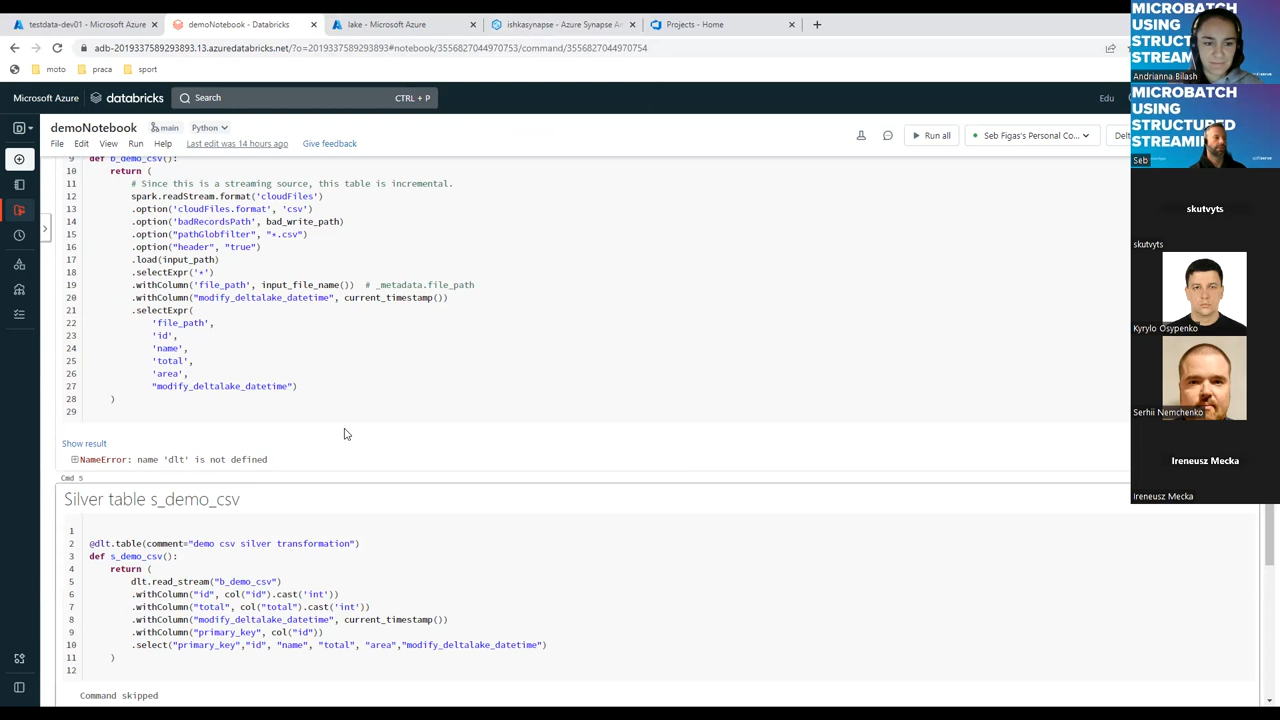 testdata-dev01 - Microsoft Azure
demoNotebook - Databricks
lake - Microsoft Azure
ishkasynapse - Azure Synapse An
Projects - Home
adb-2019337589293893.13.azuredatabricks.net/?o=2019337589293893#notebook/3556827044970753/command/3556827044970754
moto
praca
sport
Microsoft Azure
databricks
Search
CTRL + P
Edu
demoNotebook
main
Python
File
Edit
View
Run
Help
Last edit was 14 hours ago
Give feedback
Run all
Seb Figas's Personal Co...
Delt
9 def b_demo_csv():
10 return (
11 # Since this is a streaming source, this table is incremental.
12 spark.readStream.format('cloudFiles')
13 .option('cloudFiles.format', 'csv')
14 .option('badRecordsPath', bad_write_path)
15 .option("pathGlobfilter", "*.csv")
16 .option("header", "true")
17 .load(input_path)
18 .selectExpr('*')
19 .withColumn('file_path', input_file_name()) # _metadata.file_path
20 .withColumn("modify_deltalake_datetime", current_timestamp())
21 .selectExpr(
22 'file_path',
23 'id',
24 'name',
25 'total',
26 'area',
27 "modify_deltalake_datetime")
28 )
29
Show result
NameError: name 'dlt' is not defined
Cmd 5
Silver table s_demo_csv
1
2 @dlt.table(comment="demo csv silver transformation")
3 def s_demo_csv():
4 return (
5 dlt.read_stream("b_demo_csv")
6 .withColumn("id", col("id").cast('int'))
7 .withColumn("total", col("total").cast('int'))
8 .withColumn("modify_deltalake_datetime", current_timestamp())
9 .withColumn("primary_key", col("id"))
10 .select("primary_key","id", "name", "total", "area","modify_deltalake_datetime")
11 )
12
Command skipped
MICROBATCH
USING
STRUCT
STREAM
Andrianna Bilash
MICROBATCH
USING
STRUCTURED
STREAMIN
Seb
skutvyts
skutvyts
Kyrylo Osypenko
Serhii Nemchenko
Ireneusz Mecka
Ireneusz Mecka